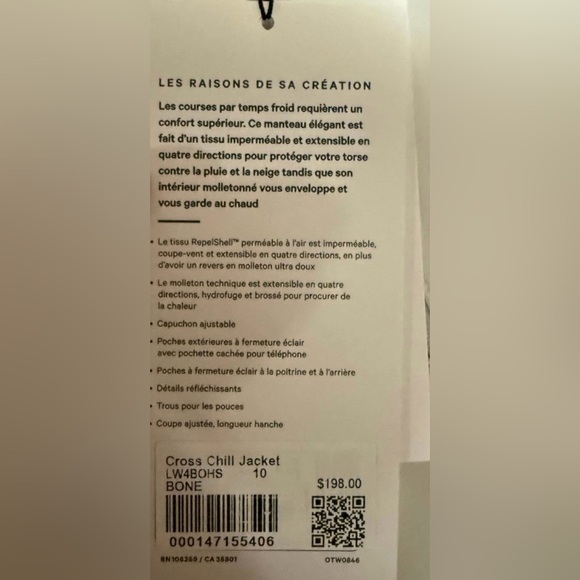 LES RAISONS DE SA CRÉATION
Les courses par temps froid requièrent un
confort supérieur. Ce manteau élégant est
fait d'un tissu imperméable et extensible en
quatre directions pour protéger votre torse
contre la pluie et la neige tandis que son
intérieur molletonné vous enveloppe et
vous garde au chaud
• Le tissu RepelShell™ perméable à l'air est imperméable,
coupe-vent et extensible en quatre directions, en plus
d'avoir un revers en molleton ultra doux
• Le molleton technique est extensible en quatre
directions, hydrofuge et brossé pour procurer de
la chaleur
• Capuchon ajustable
• Poches extérieures à fermeture éclair
avec pochette cachée pour téléphone
• Poches à fermeture éclair à la poitrine et à l'arrière
• Détails réfléchissants
• Trous pour les pouces
• Coupe ajustée, longueur hanche
Cross Chill Jacket
LW4BOHS 10
BONE $198.00
000147155406
RN106259 / CA 35801 OTW0846